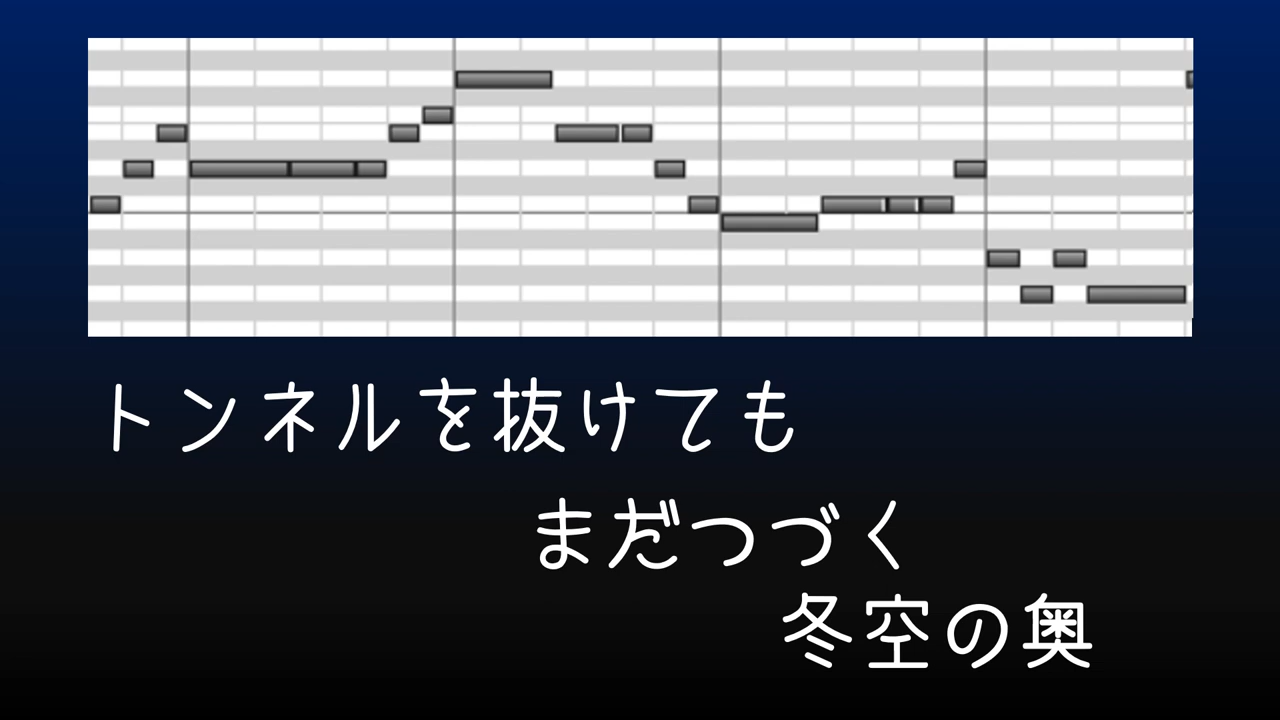 トンネルを抜けても
まだつづく
冬空の奥